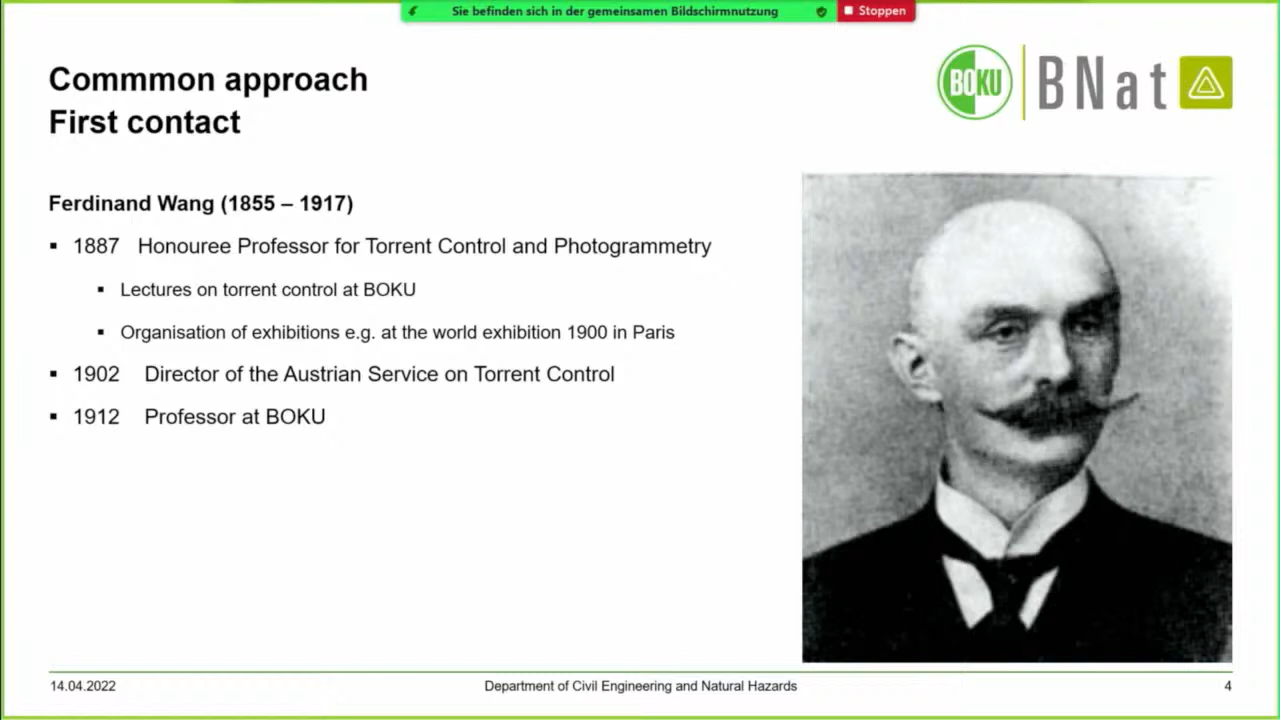 Sie befinden sich in der gemeinsamen Bildschirmnutzung
Stoppen
Commmon approach
First contact
BOKU
BNat
Ferdinand Wang (1855 – 1917)
▪ 1887 Honouree Professor for Torrent Control and Photogrammetry
▪ Lectures on torrent control at BOKU
▪ Organisation of exhibitions e.g. at the world exhibition 1900 in Paris
▪ 1902 Director of the Austrian Service on Torrent Control
▪ 1912 Professor at BOKU
14.04.2022
Department of Civil Engineering and Natural Hazards
4